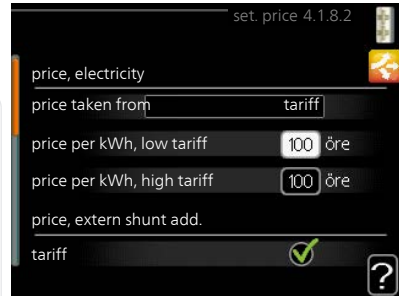 set. price 4.1.8.2
price, electricity
price taken from tariff
price per kWh, low tariff 100 öre
price per kWh, high tariff 100 öre
price, extern shunt add.
tariff
?